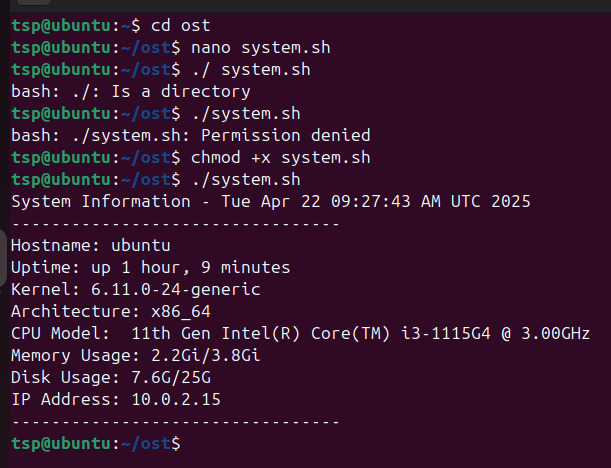 tsp@ubuntu:~$ cd ost
tsp@ubuntu:~/ost$ nano system.sh
tsp@ubuntu:~/ost$ ./ system.sh
bash: ./: Is a directory
tsp@ubuntu:~/ost$ ./system.sh
bash: ./system.sh: Permission denied
tsp@ubuntu:~/ost$ chmod +x system.sh
tsp@ubuntu:~/ost$ ./system.sh
System Information - Tue Apr 22 09:27:43 AM UTC 2025
---------------------------------
Hostname: ubuntu
Uptime: up 1 hour, 9 minutes
Kernel: 6.11.0-24-generic
Architecture: x86_64
CPU Model:  11th Gen Intel(R) Core(TM) i3-1115G4 @ 3.00GHz
Memory Usage: 2.2Gi/3.8Gi
Disk Usage: 7.6G/25G
IP Address: 10.0.2.15
---------------------------------
tsp@ubuntu:~/ost$